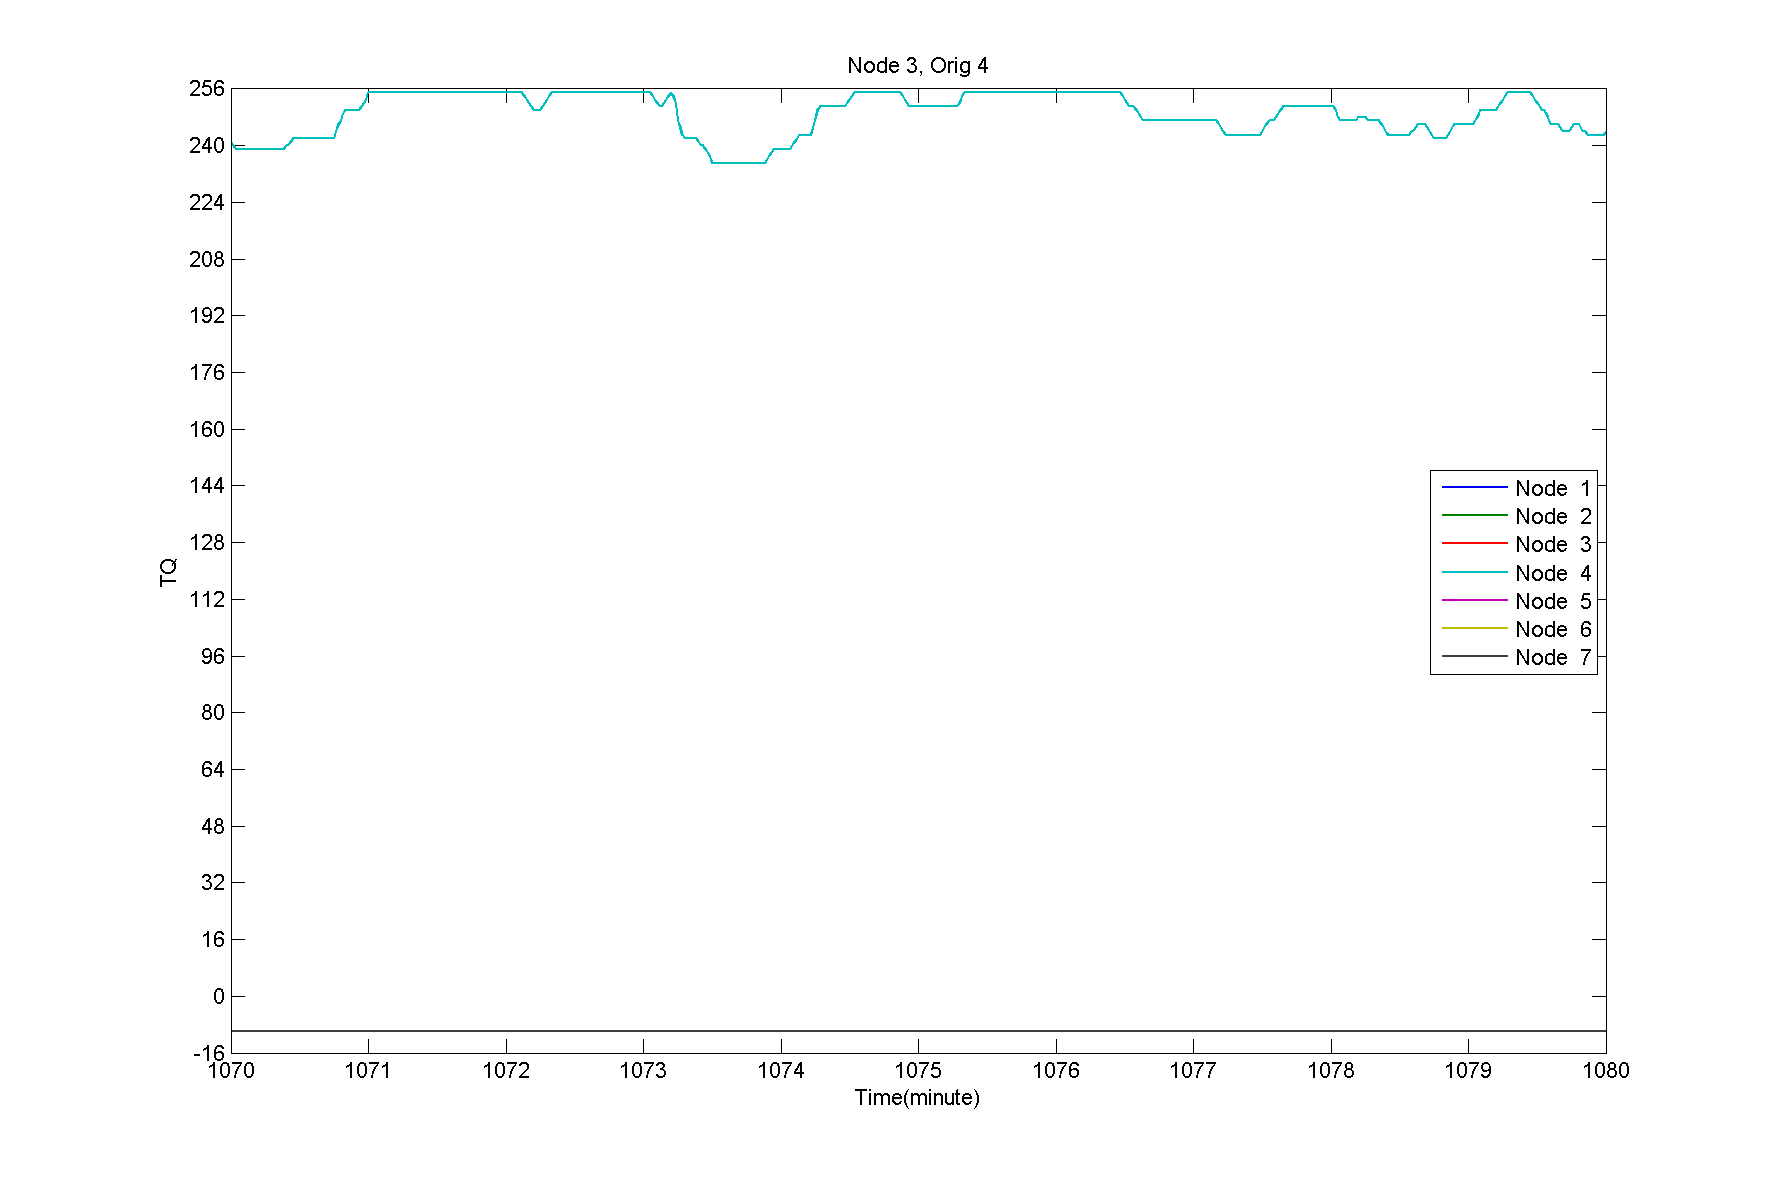 Node 3, Orig 4
256
240
224
208
192
176
160
144
128
112
96
80
64
48
32
16
0
-16
TQ
Node 1
Node 2
Node 3
Node 4
Node 5
Node 6
Node 7
1070 1071 1072 1073 1074 1075 1076 1077 1078 1079 1080
Time(minute)